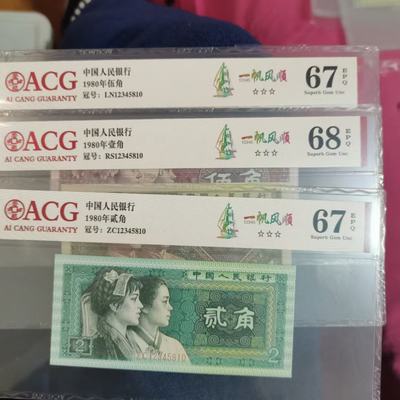 ACG
AI CANG GUARANTY
中国人民银行
1980年伍角
冠号：LN12345810
一帆风顺
☆☆☆
67 EPQ
Superb Gem Unc
ACG
AI CANG GUARANTY
中国人民银行
1980年壹角
冠号：RS12345810
一帆风顺
☆☆☆
68 EPQ
Superb Gem Unc
伍角
ACG
AI CANG GUARANTY
中国人民银行
1980年贰角
冠号：ZC12345810
一帆风顺
☆☆☆
67 EPQ
Superb Gem Unc
中国人民银行
贰角
2
ZC12345810
2